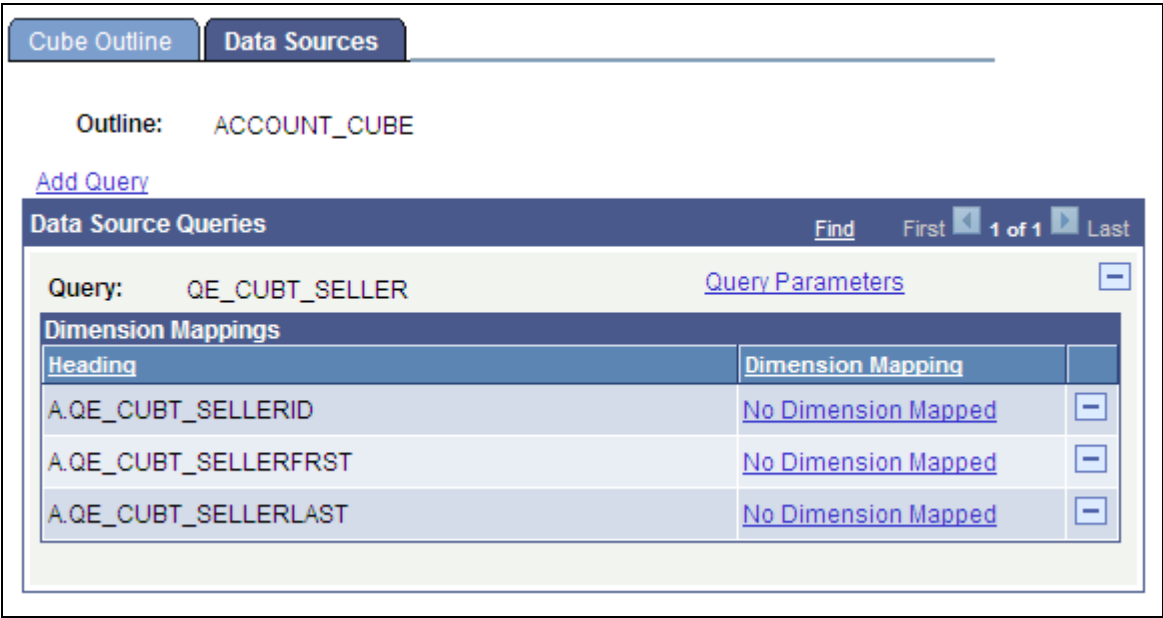 Cube Outline Data Sources
Outline: ACCOUNT_CUBE
Add Query
Data Source Queries Find First 1 of 1 Last
Query: QE_CUBT_SELLER Query Parameters
Dimension Mappings
Heading Dimension Mapping
A.QE_CUBT_SELLERID No Dimension Mapped
A.QE_CUBT_SELLERFRST No Dimension Mapped
A.QE_CUBT_SELLERLAST No Dimension Mapped